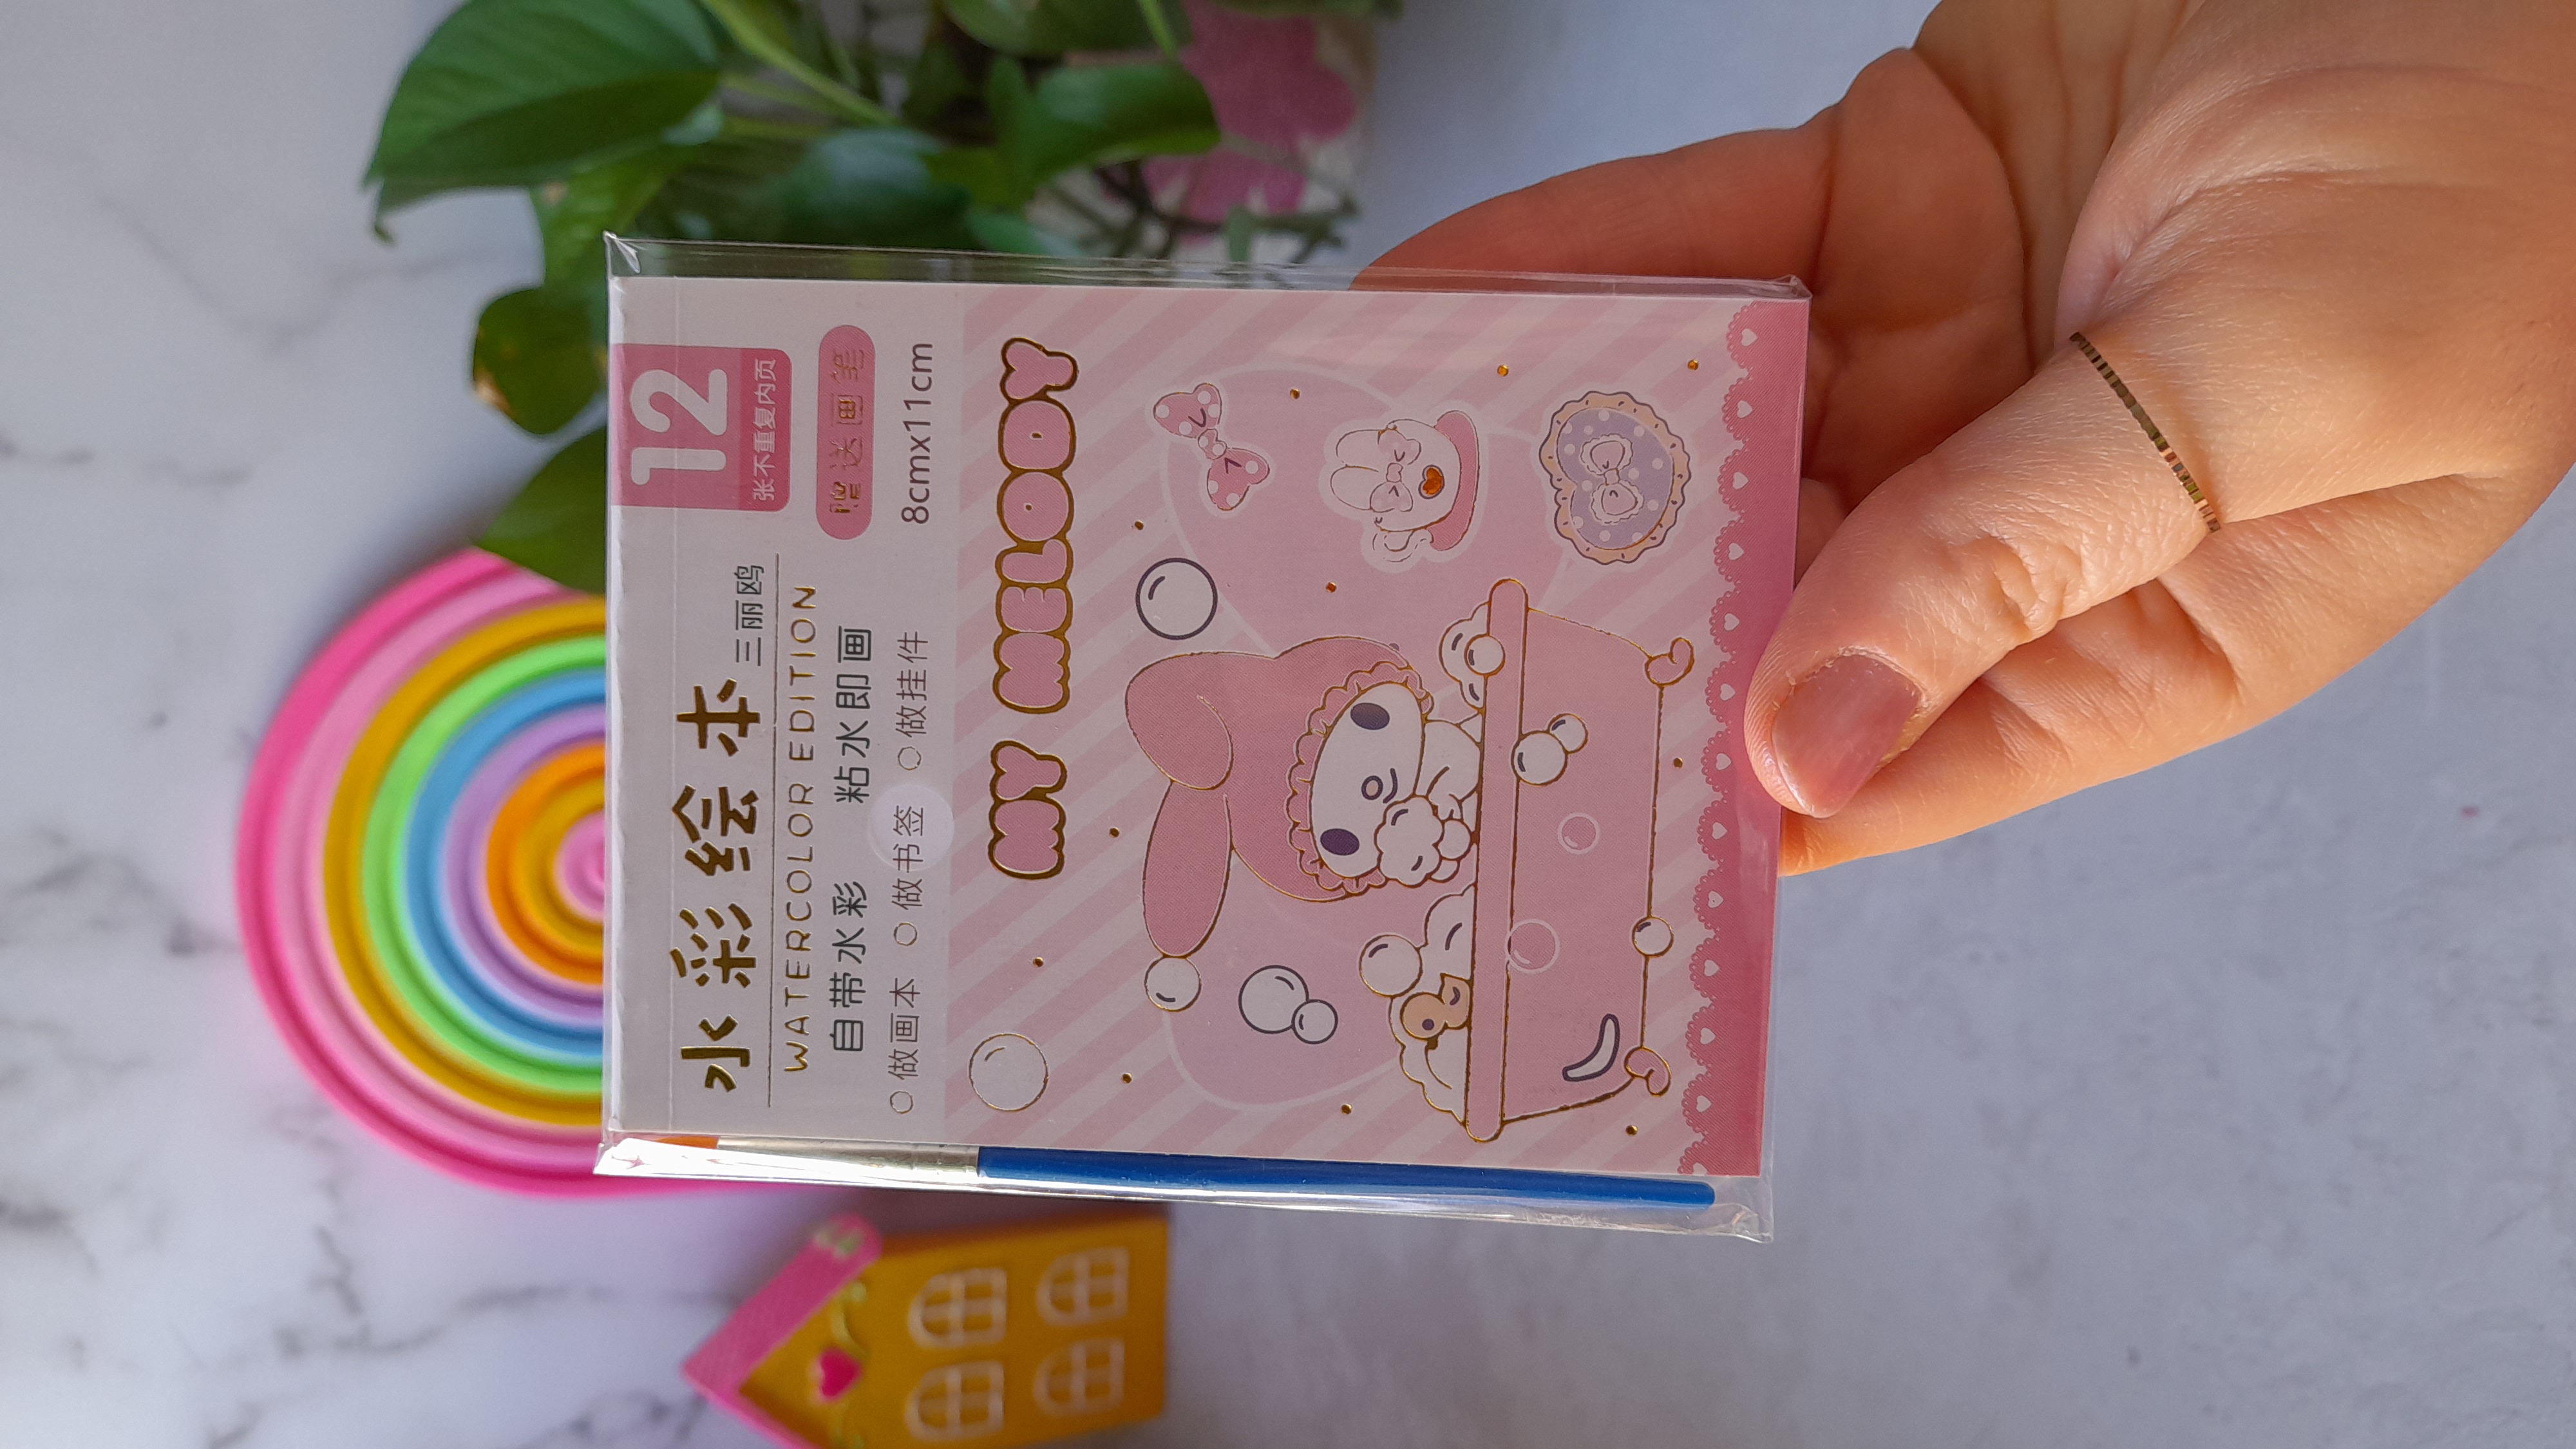 水彩绘本
三丽鸥
WATERCOLOR EDITION
自带水彩 粘水即画
做画本 做书签 做挂件
12
张不重复内页
赠送画笔
8cmx11cm
MY MELODY